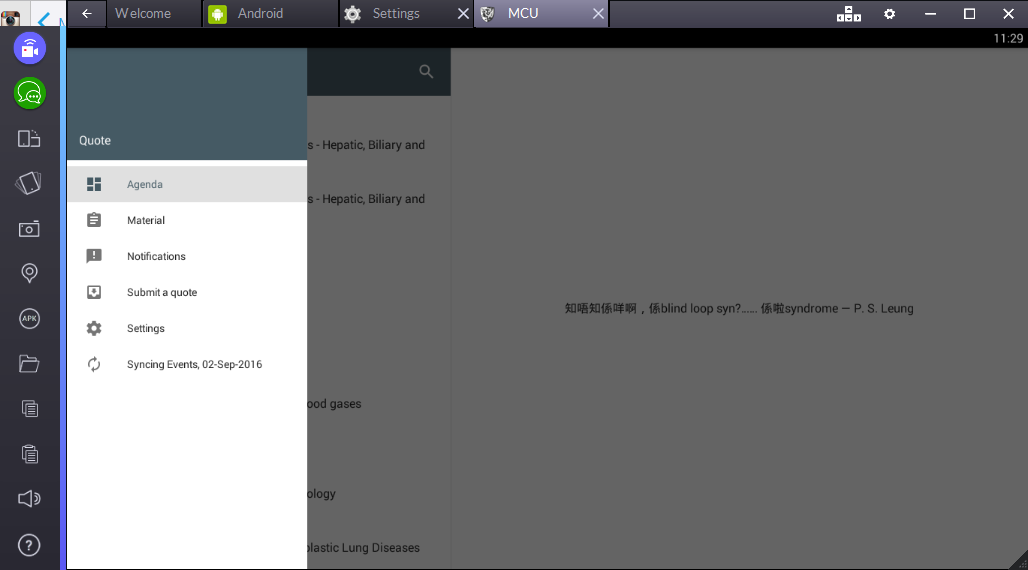 Welcome
Android
Settings
MCU
11:29
Quote
s - Hepatic, Biliary and
Agenda
s - Hepatic, Biliary and
Material
Notifications
Submit a quote
知唔知係咩啊，係blind loop syn?...... 係啦syndrome — P. S. Leung
APK
Settings
Syncing Events, 02-Sep-2016
ood gases
ology
plastic Lung Diseases